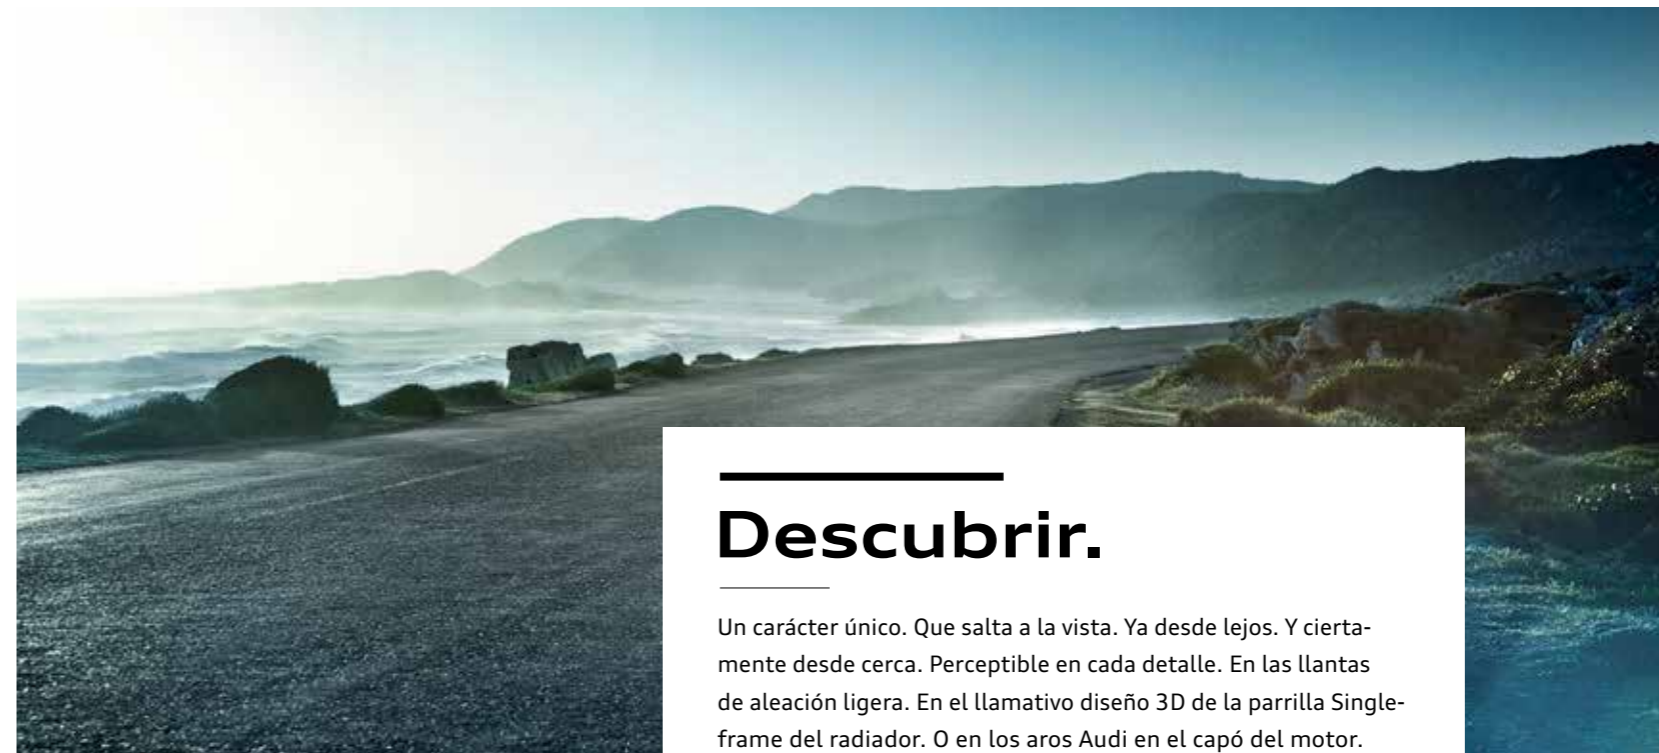 Descubrir.
Un carácter único. Que salta a la vista. Ya desde lejos. Y cierta-
mente desde cerca. Perceptible en cada detalle. En las llantas
de aleación ligera. En el llamativo diseño 3D de la parrilla Single-
frame del radiador. O en los aros Audi en el capó del motor.